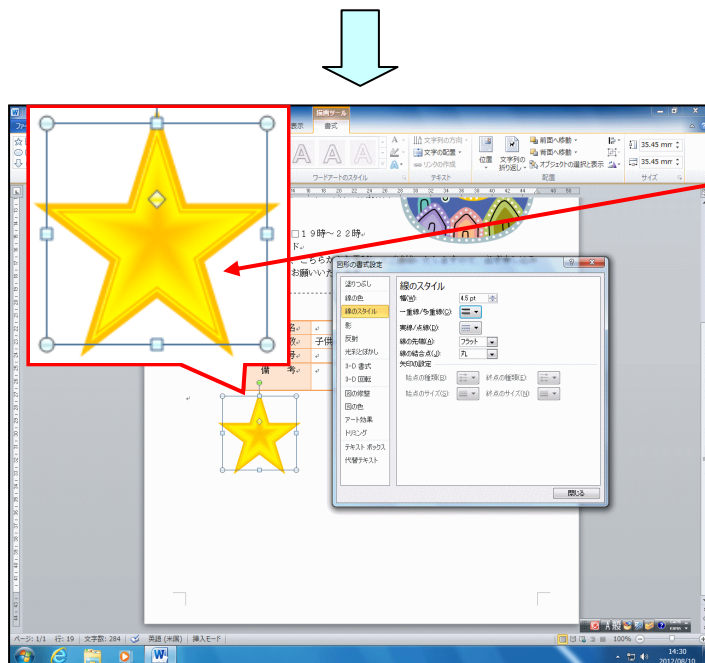 描画ツール
表示 書式
文字列の方向
文字の配置
リンクの作成
位置 文字列の折り返し
前面へ移動
背面へ移動
オブジェクトの選択と表示
35.45 mm
35.45 mm
ワードアートのスタイル テキスト 配置 サイズ
□19時~22時
ド。
お願いいた
子供
備 考
図形の書式設定
塗りつぶし
線の色
線のスタイル
影
反射
光彩とぼかし
3-D 書式
3-D 回転
図の修整
図の色
アート効果
トリミング
テキスト ボックス
代替テキスト
線のスタイル
幅(W): 4.5 pt
一重線/多重線(C):
実線/点線(D):
線の先端(A): フラット
線の結合点(J): 丸
矢印の設定
始点の種類(B): 終点の種類(E):
始点のサイズ(S): 終点のサイズ(N):
閉じる
ページ: 1/1 行: 19 文字数: 284 英語 (米国) 挿入モード
A 般
100%
14:30
2012/08/10